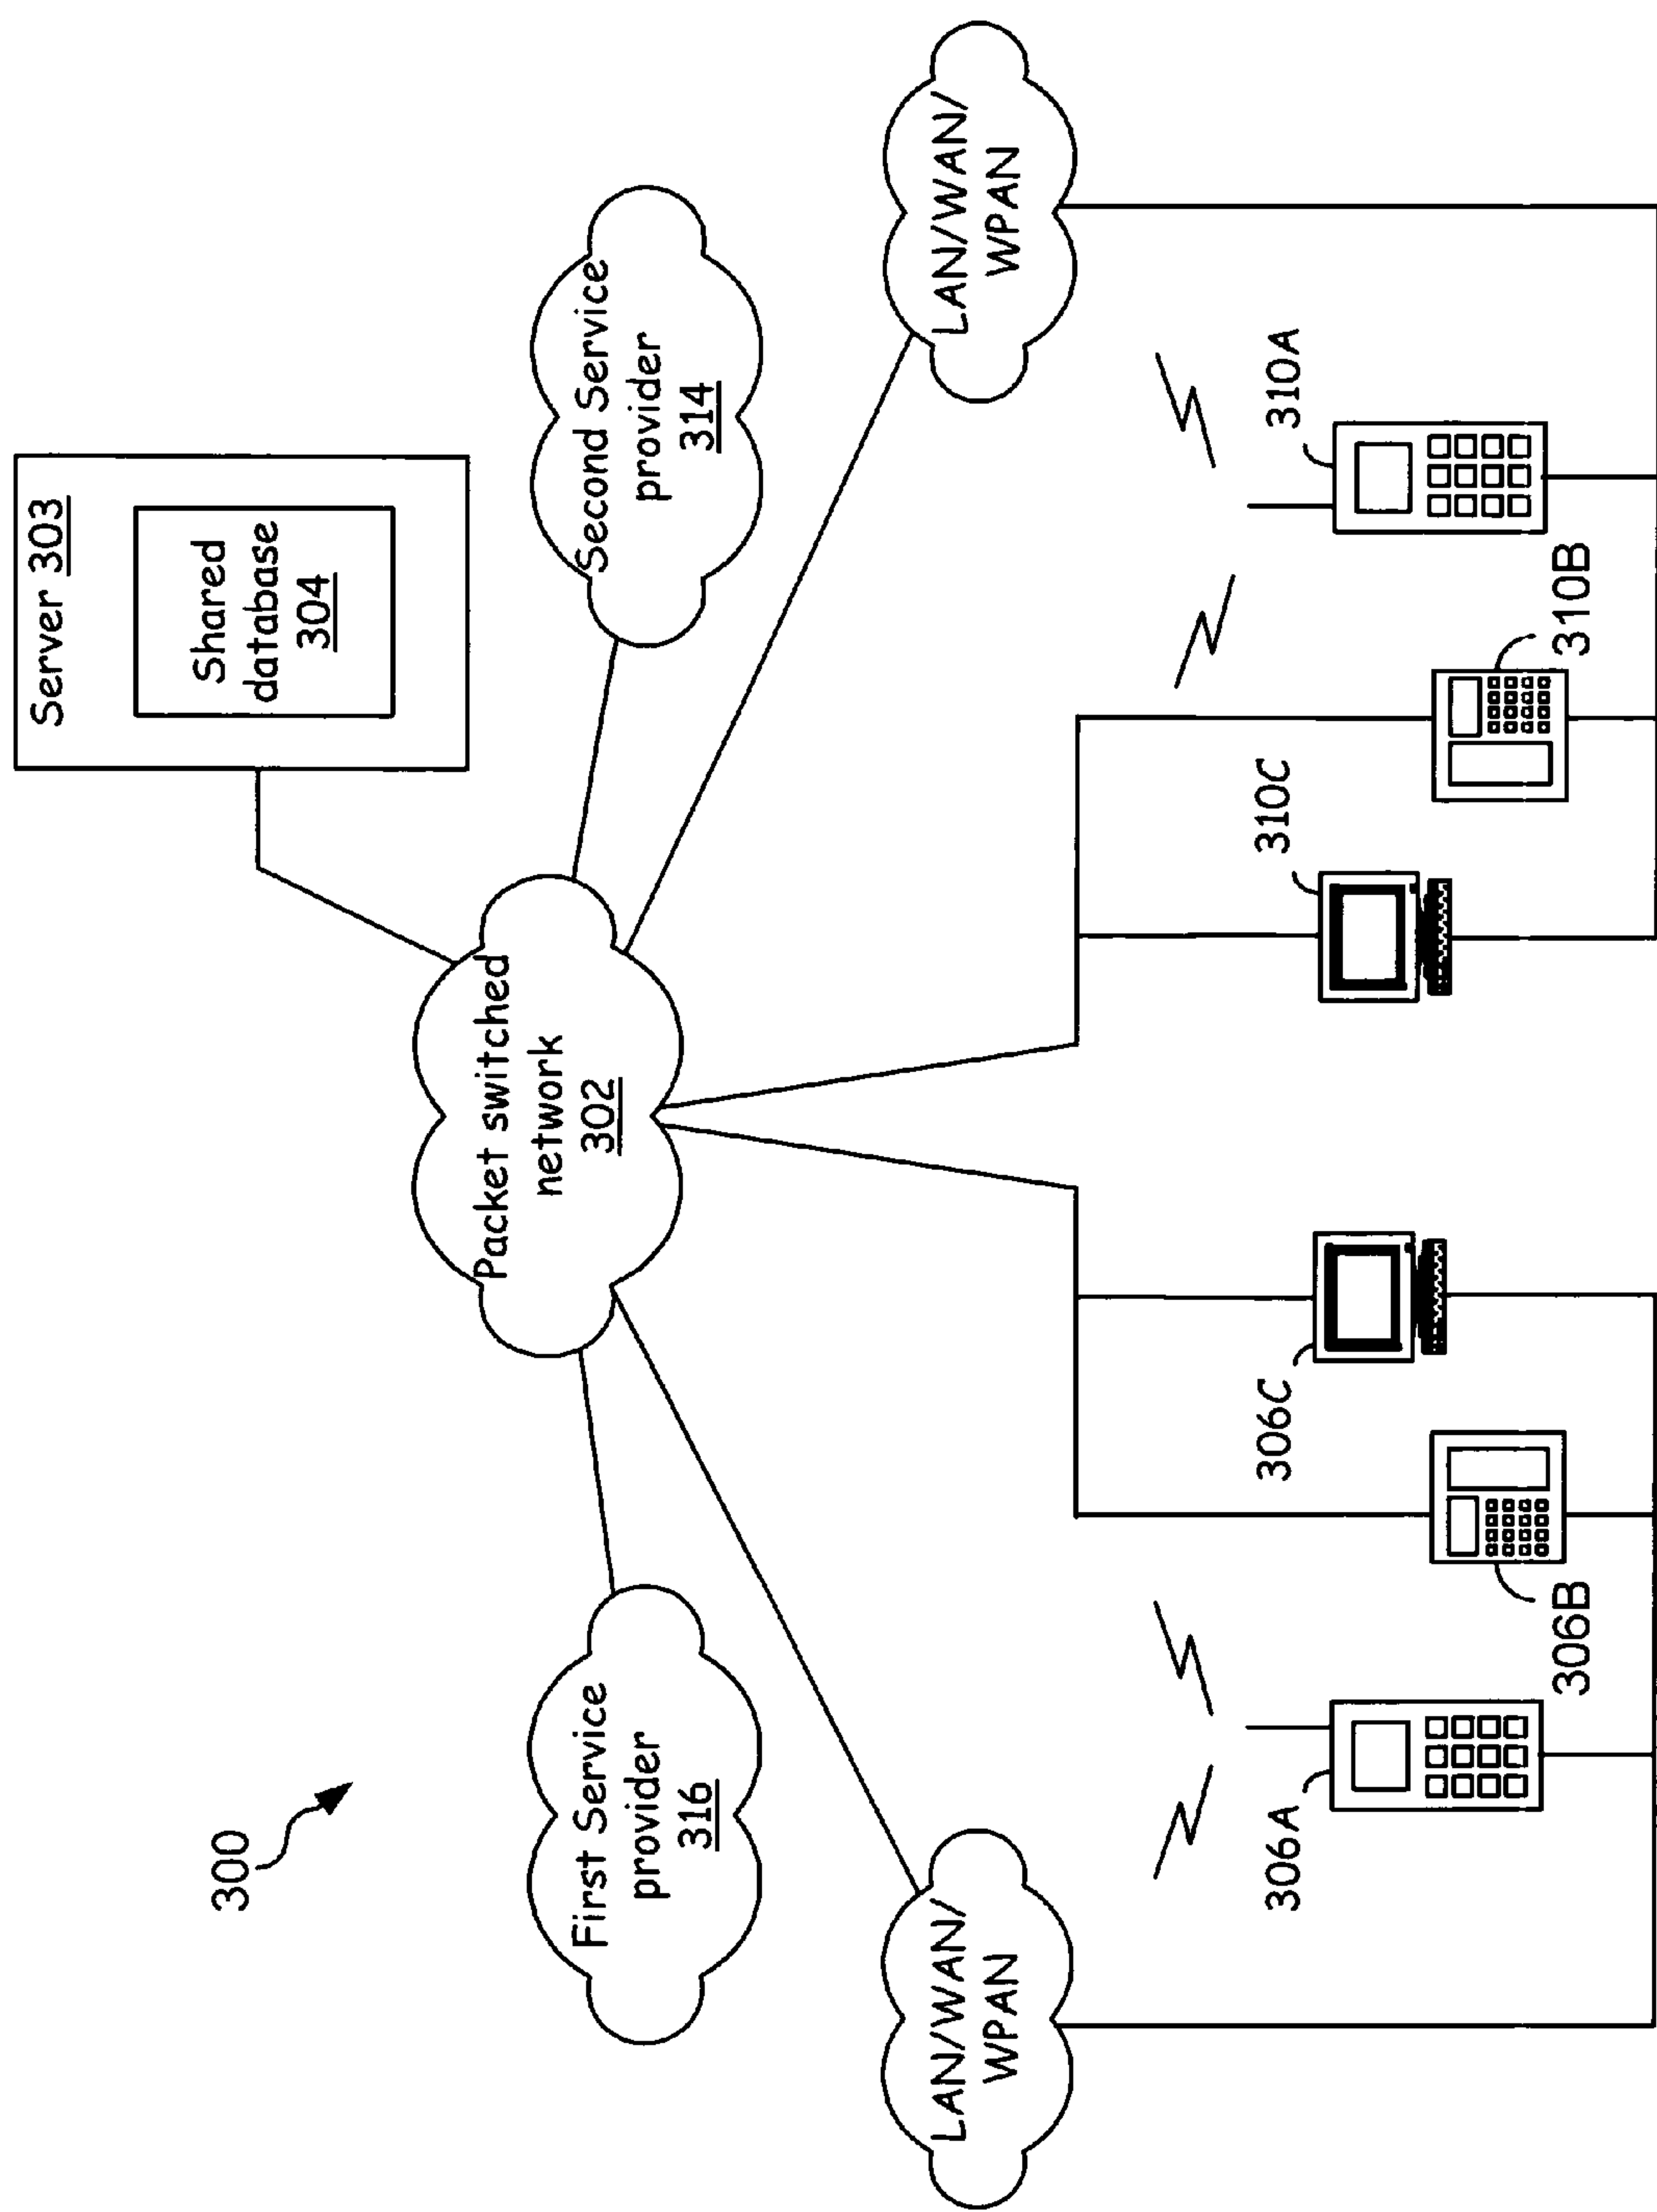 300
Server 303
Shared
database
304
Packet switched
network
302
First Service
provider
316
Second Service
provider
314
LAN/WAN/
WPAN
LAN/WAN/
WPAN
306A
306B
306C
310C
310B
310A